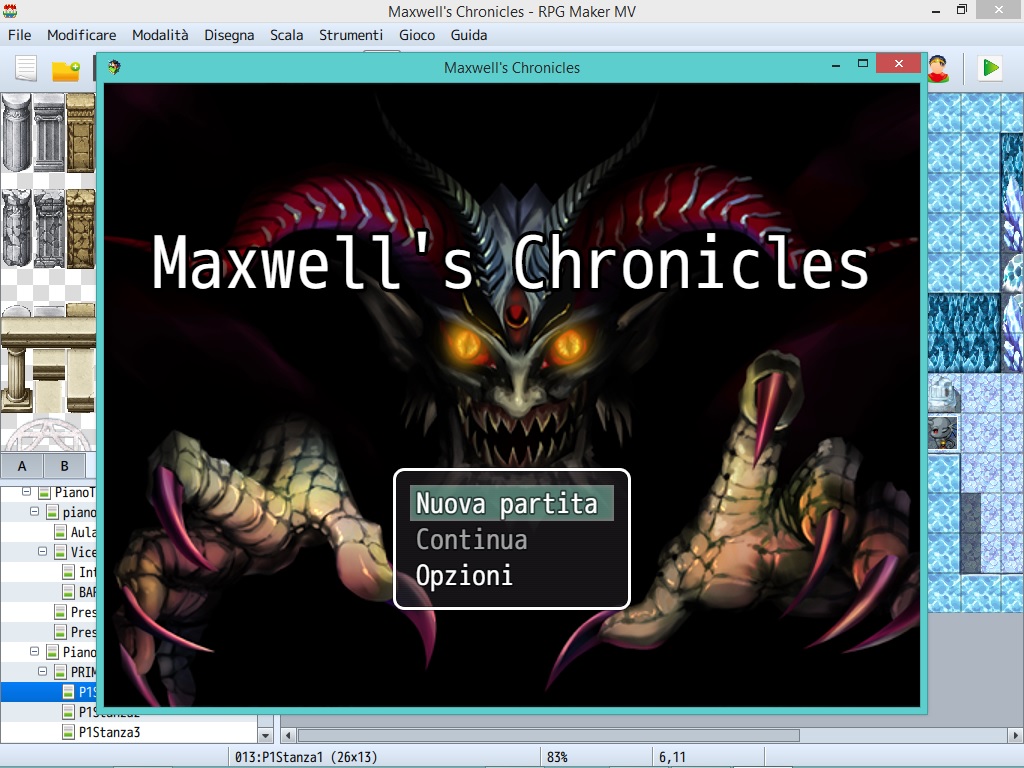 Maxwell's Chronicles - RPG Maker MV
File Modificare Modalità Disegna Scala Strumenti Gioco Guida
Maxwell's Chronicles
Maxwell's Chronicles
Nuova partita
Continua
Opzioni
A B
PianoT
piano
Aula
Vice
Int
BAR
Pres
Pres
Piano
PRIM
P1S
P1Stanza2
P1Stanza3
013:P1Stanza1 (26x13) 83% 6,11